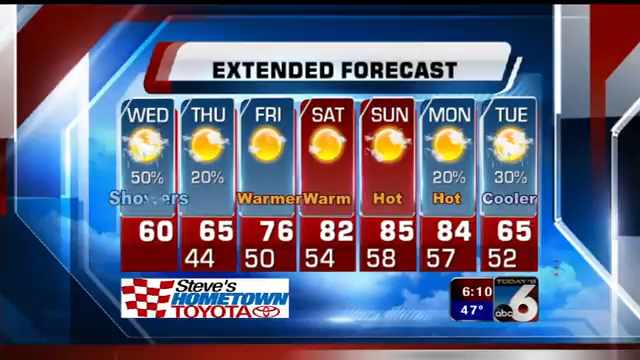 EXTENDED FORECAST
WED THU FRI SAT SUN MON TUE
50% 20% 20% 30%
Showers Warmer Warm Hot Hot Cooler
60 65 76 82 85 84 65
44 50 54 58 57 52
Steve's
HOMETOWN
TOYOTA
6:10
47°
TODAY'S
abc 6